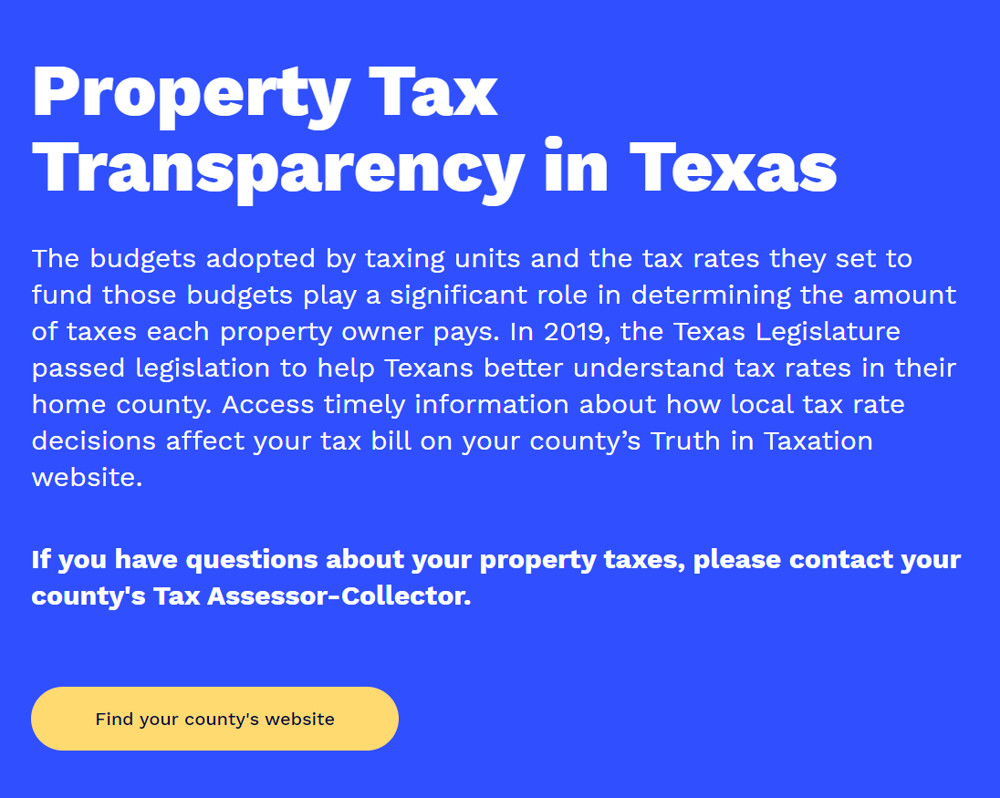 Property Tax
Transparency in Texas
The budgets adopted by taxing units and the tax rates they set to
fund those budgets play a significant role in determining the amount
of taxes each property owner pays. In 2019, the Texas Legislature
passed legislation to help Texans better understand tax rates in their
home county. Access timely information about how local tax rate
decisions affect your tax bill on your county’s Truth in Taxation
website.
If you have questions about your property taxes, please contact your
county's Tax Assessor-Collector.
Find your county's website